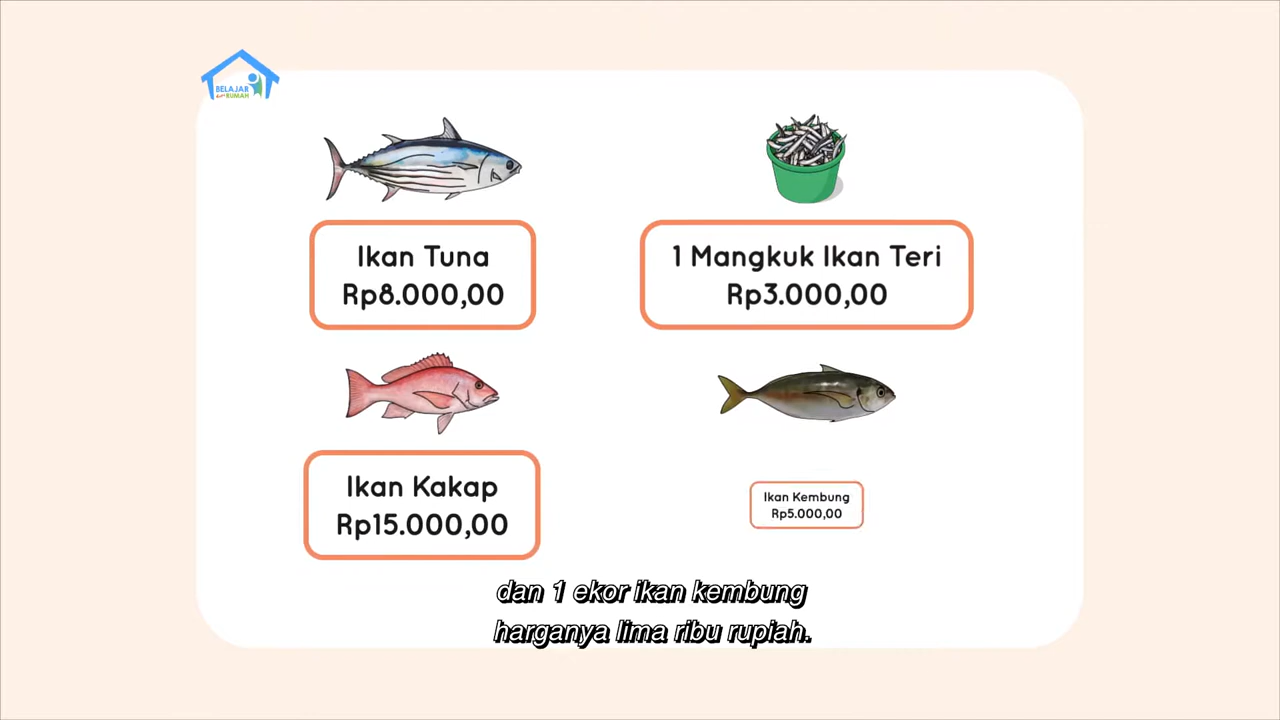 BELAJAR
dari RUMAH
Ikan Tuna
Rp8.000,00
1 Mangkuk Ikan Teri
Rp3.000,00
Ikan Kakap
Rp15.000,00
Ikan Kembung
Rp5.000,00
dan 1 ekor ikan kembung
harganya lima ribu rupiah.